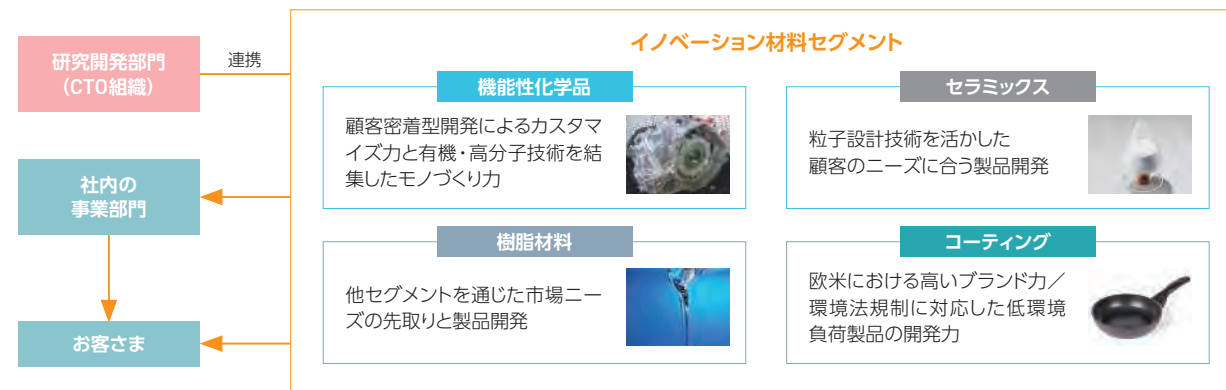 研究開発部門
(CTO組織)
連携
社内の
事業部門
お客さま
イノベーション材料セグメント
機能性化学品
顧客密着型開発によるカスタマ
イズ力と有機・高分子技術を結
集したモノづくり力
セラミックス
粒子設計技術を活かした
顧客のニーズに合う製品開発
樹脂材料
他セグメントを通じた市場ニー
ズの先取りと製品開発
コーティング
欧米における高いブランド力／
環境法規制に対応した低環境
負荷製品の開発力